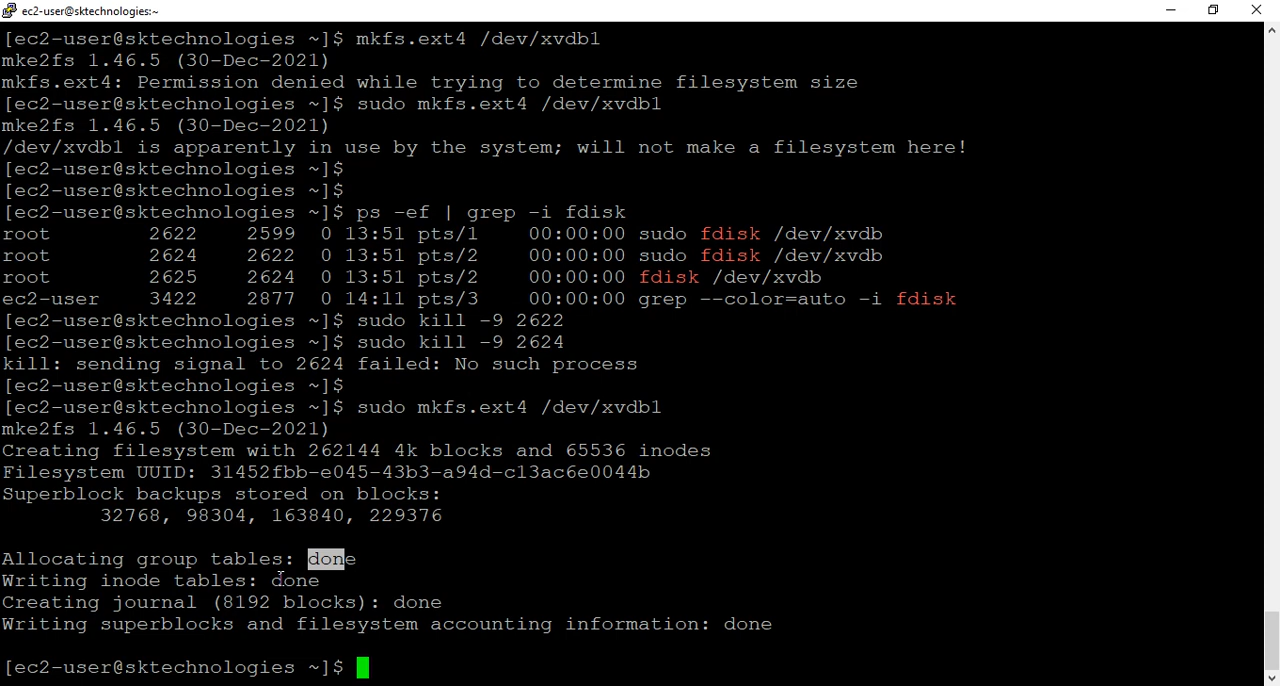 ec2-user@sktechnologies:~
[ec2-user@sktechnologies ~]$ mkfs.ext4 /dev/xvdb1
mke2fs 1.46.5 (30-Dec-2021)
mkfs.ext4: Permission denied while trying to determine filesystem size
[ec2-user@sktechnologies ~]$ sudo mkfs.ext4 /dev/xvdb1
mke2fs 1.46.5 (30-Dec-2021)
/dev/xvdb1 is apparently in use by the system; will not make a filesystem here!
[ec2-user@sktechnologies ~]$
[ec2-user@sktechnologies ~]$
[ec2-user@sktechnologies ~]$ ps -ef | grep -i fdisk
root        2622    2599  0 13:51 pts/1    00:00:00 sudo fdisk /dev/xvdb
root        2624    2622  0 13:51 pts/2    00:00:00 sudo fdisk /dev/xvdb
root        2625    2624  0 13:51 pts/2    00:00:00 fdisk /dev/xvdb
ec2-user    3422    2877  0 14:11 pts/3    00:00:00 grep --color=auto -i fdisk
[ec2-user@sktechnologies ~]$ sudo kill -9 2622
[ec2-user@sktechnologies ~]$ sudo kill -9 2624
kill: sending signal to 2624 failed: No such process
[ec2-user@sktechnologies ~]$
[ec2-user@sktechnologies ~]$ sudo mkfs.ext4 /dev/xvdb1
mke2fs 1.46.5 (30-Dec-2021)
Creating filesystem with 262144 4k blocks and 65536 inodes
Filesystem UUID: 31452fbb-e045-43b3-a94d-c13ac6e0044b
Superblock backups stored on blocks:
        32768, 98304, 163840, 229376
Allocating group tables: done
Writing inode tables: done
Creating journal (8192 blocks): done
Writing superblocks and filesystem accounting information: done
[ec2-user@sktechnologies ~]$